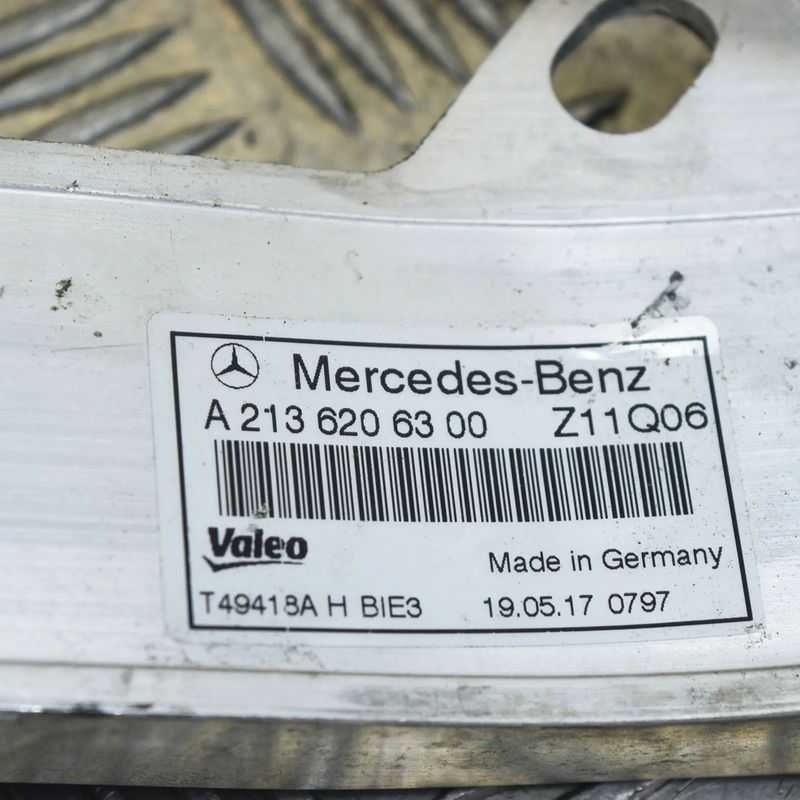 Mercedes-Benz
A 213 620 63 00 Z11Q06
Valeo
Made in Germany
T49418A H BIE3 19.05.17 0797